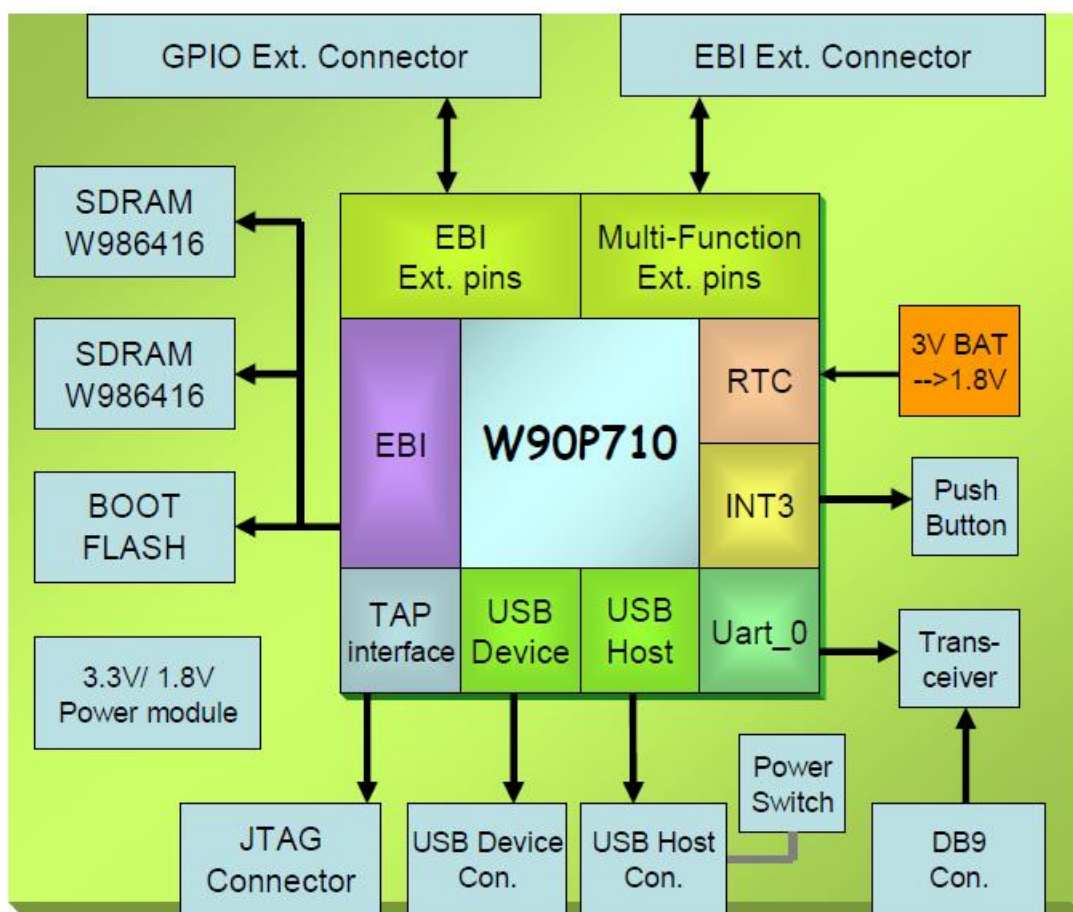 GPIO Ext. Connector
EBI Ext. Connector
SDRAM
W986416
EBI
Ext. pins
Multi-Function
Ext. pins
SDRAM
W986416
EBI
W90P710
RTC
3V BAT
-->1.8V
BOOT
FLASH
INT3
Push
Button
TAP
interface
USB
Device
USB
Host
Uart_0
Trans-
ceiver
3.3V/ 1.8V
Power module
Power
Switch
JTAG
Connector
USB Device
Con.
USB Host
Con.
DB9
Con.